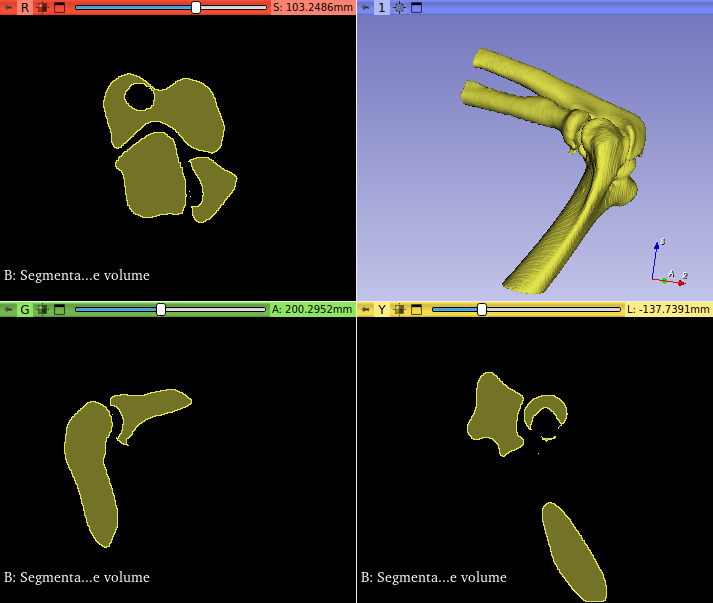 R S: 103.2486mm
1
S
A R
B: Segmenta...e volume
G A: 200.2952mm
Y L: -137.7391mm
B: Segmenta...e volume
B: Segmenta...e volume